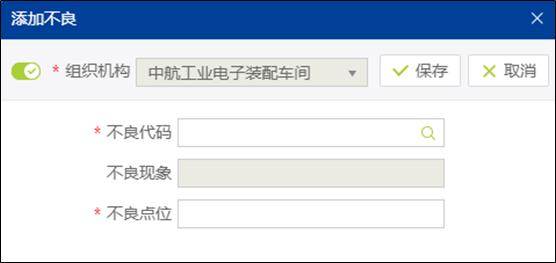 添加不良
* 组织机构 中航工业电子装配车间 保存 取消
* 不良代码
不良现象
* 不良点位